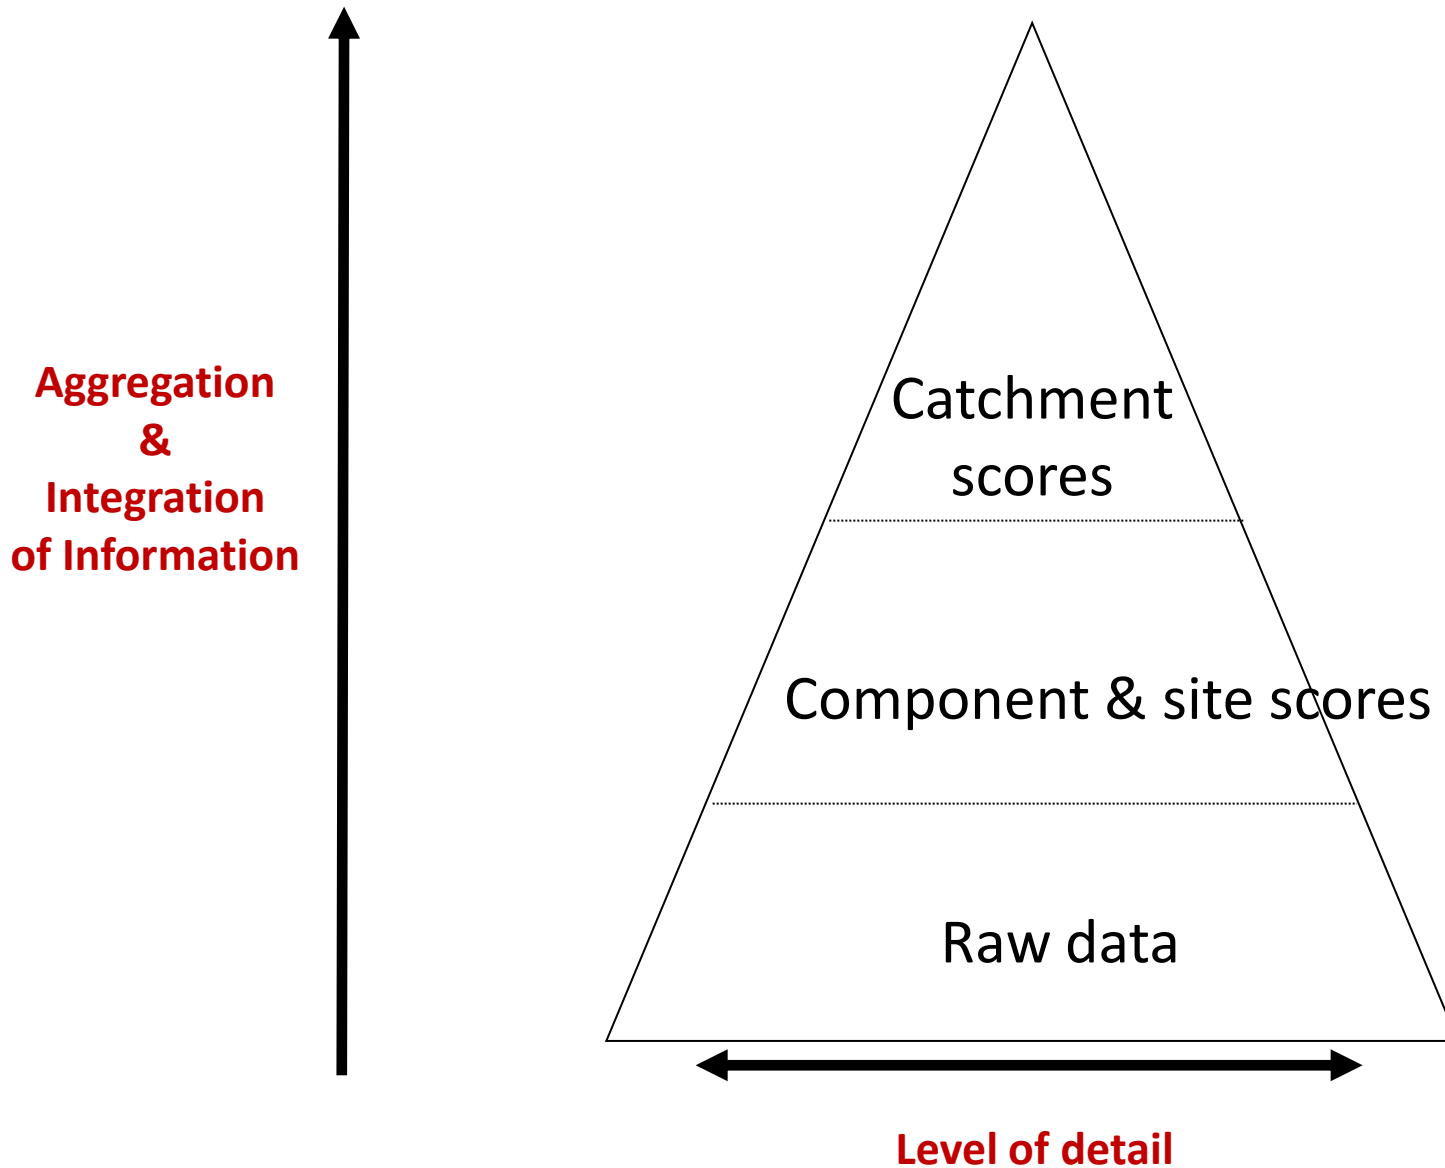 Aggregation
&
Integration
of Information
Catchment
scores
Component & site scores
Raw data
Level of detail